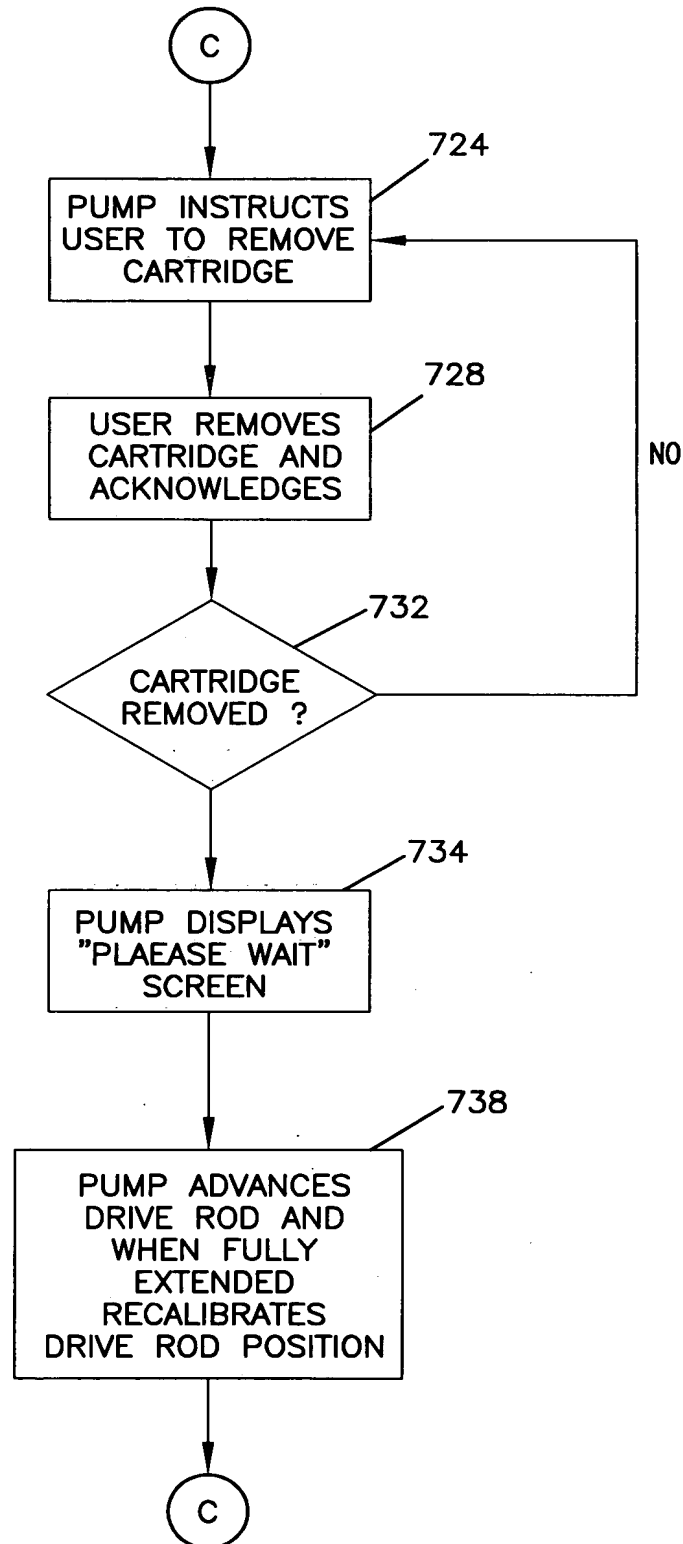 C
724
PUMP INSTRUCTS
USER TO REMOVE
CARTRIDGE
728
USER REMOVES
CARTRIDGE AND
ACKNOWLEDGES
NO
732
CARTRIDGE
REMOVED ?
734
PUMP DISPLAYS
"PLAEASE WAIT"
SCREEN
738
PUMP ADVANCES
DRIVE ROD AND
WHEN FULLY
EXTENDED
RECALIBRATES
DRIVE ROD POSITION
C